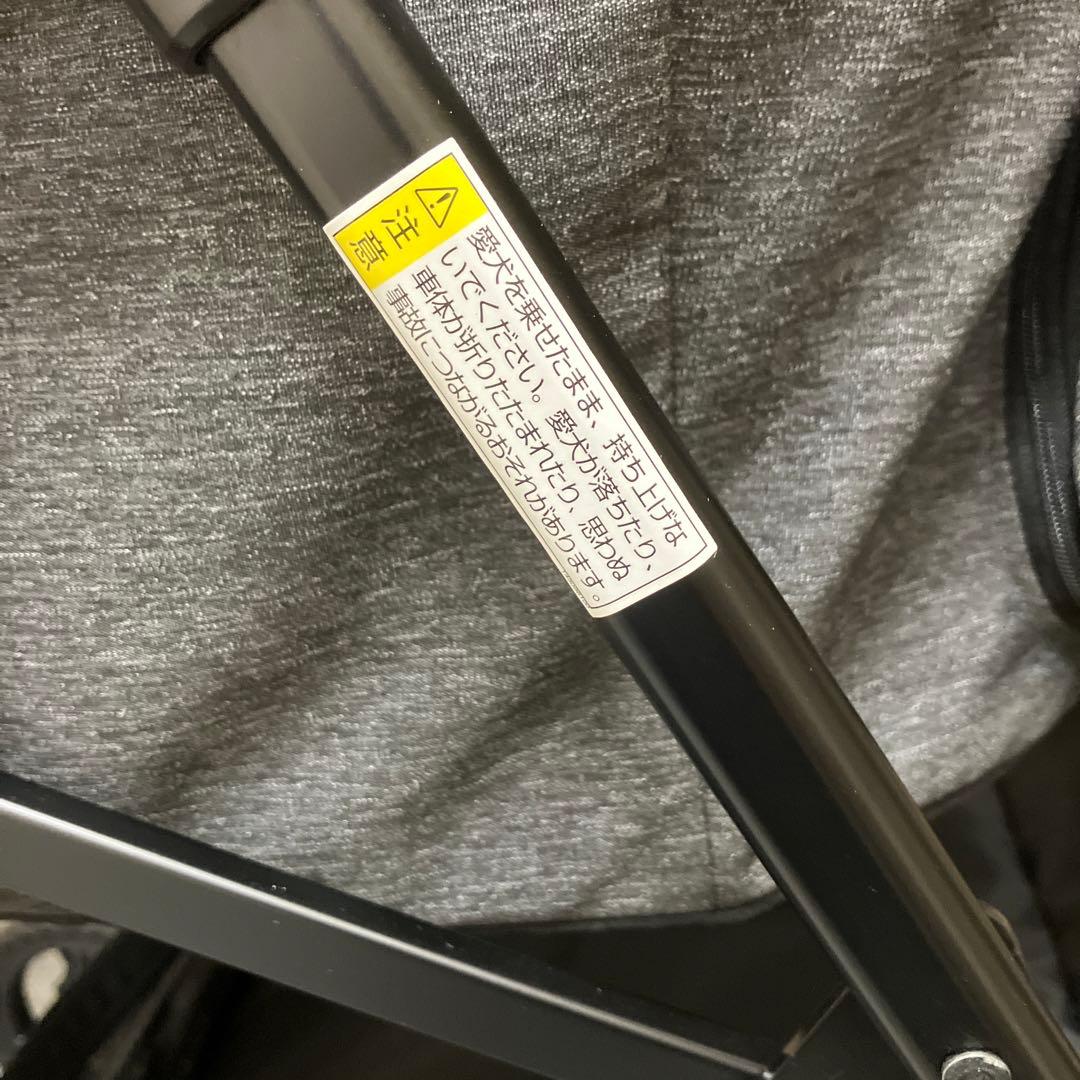 ⚠注意
愛犬を乗せたまま、持ち上げな
いでください。愛犬が落ちたり、
車体が折りたたまれたり、思わぬ
事故につながるおそれがあります。